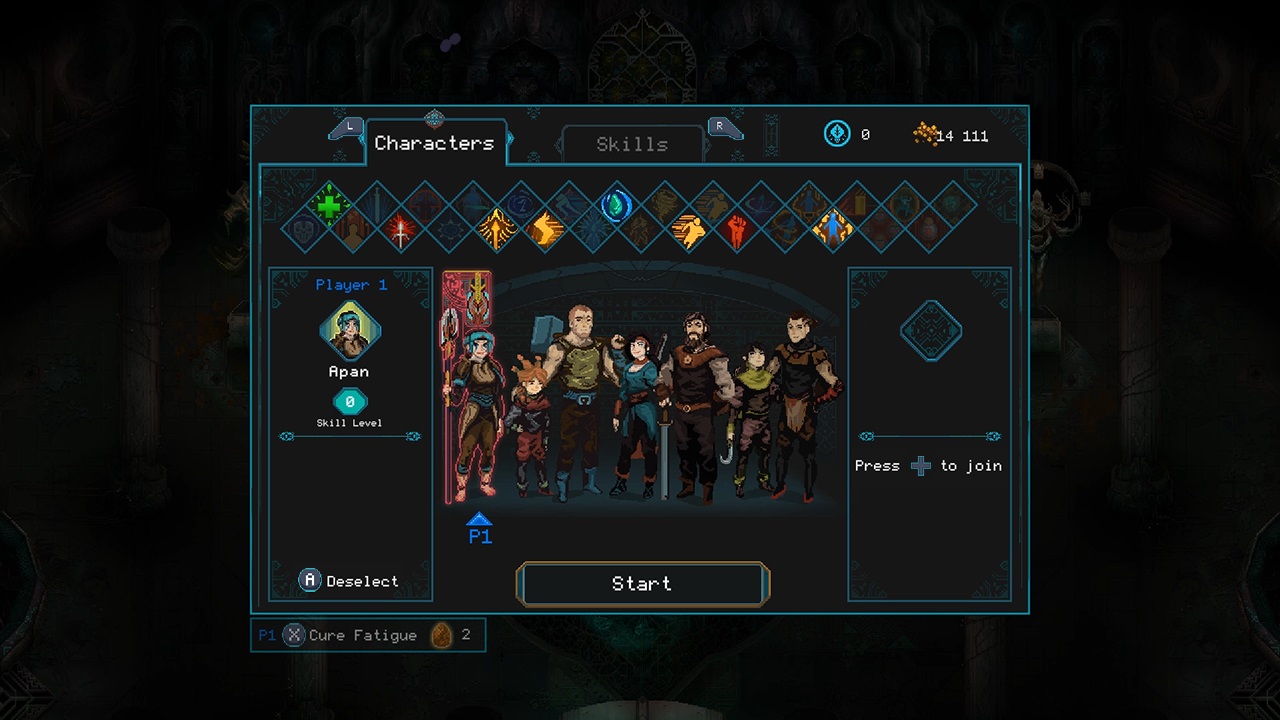 L
Characters
Skills
R
0
14 111
Player 1
Apan
0
Skill Level
A Deselect
P1
Start
Press to join
P1 X Cure Fatigue 2